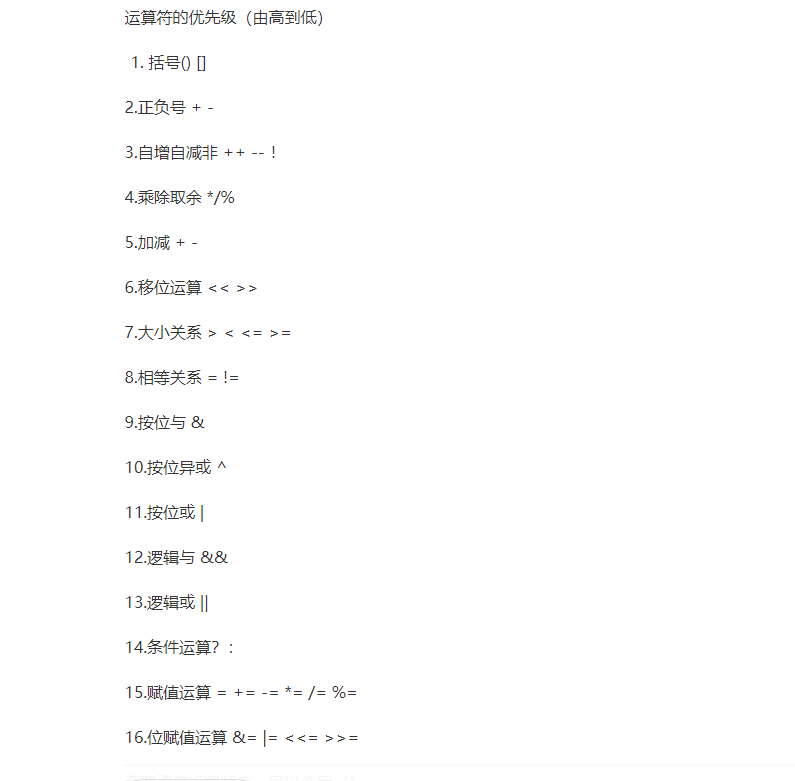 运算符的优先级（由高到低）
1. 括号() []
2.正负号 + -
3.自增自减非 ++ -- !
4.乘除取余 */%
5.加减 + -
6.移位运算 << >>
7.大小关系 > < <= >=
8.相等关系 = !=
9.按位与 &
10.按位异或 ^
11.按位或 |
12.逻辑与 &&
13.逻辑或 ||
14.条件运算? :
15.赋值运算 = += -= *= /= %=
16.位赋值运算 &= |= <<= >>=